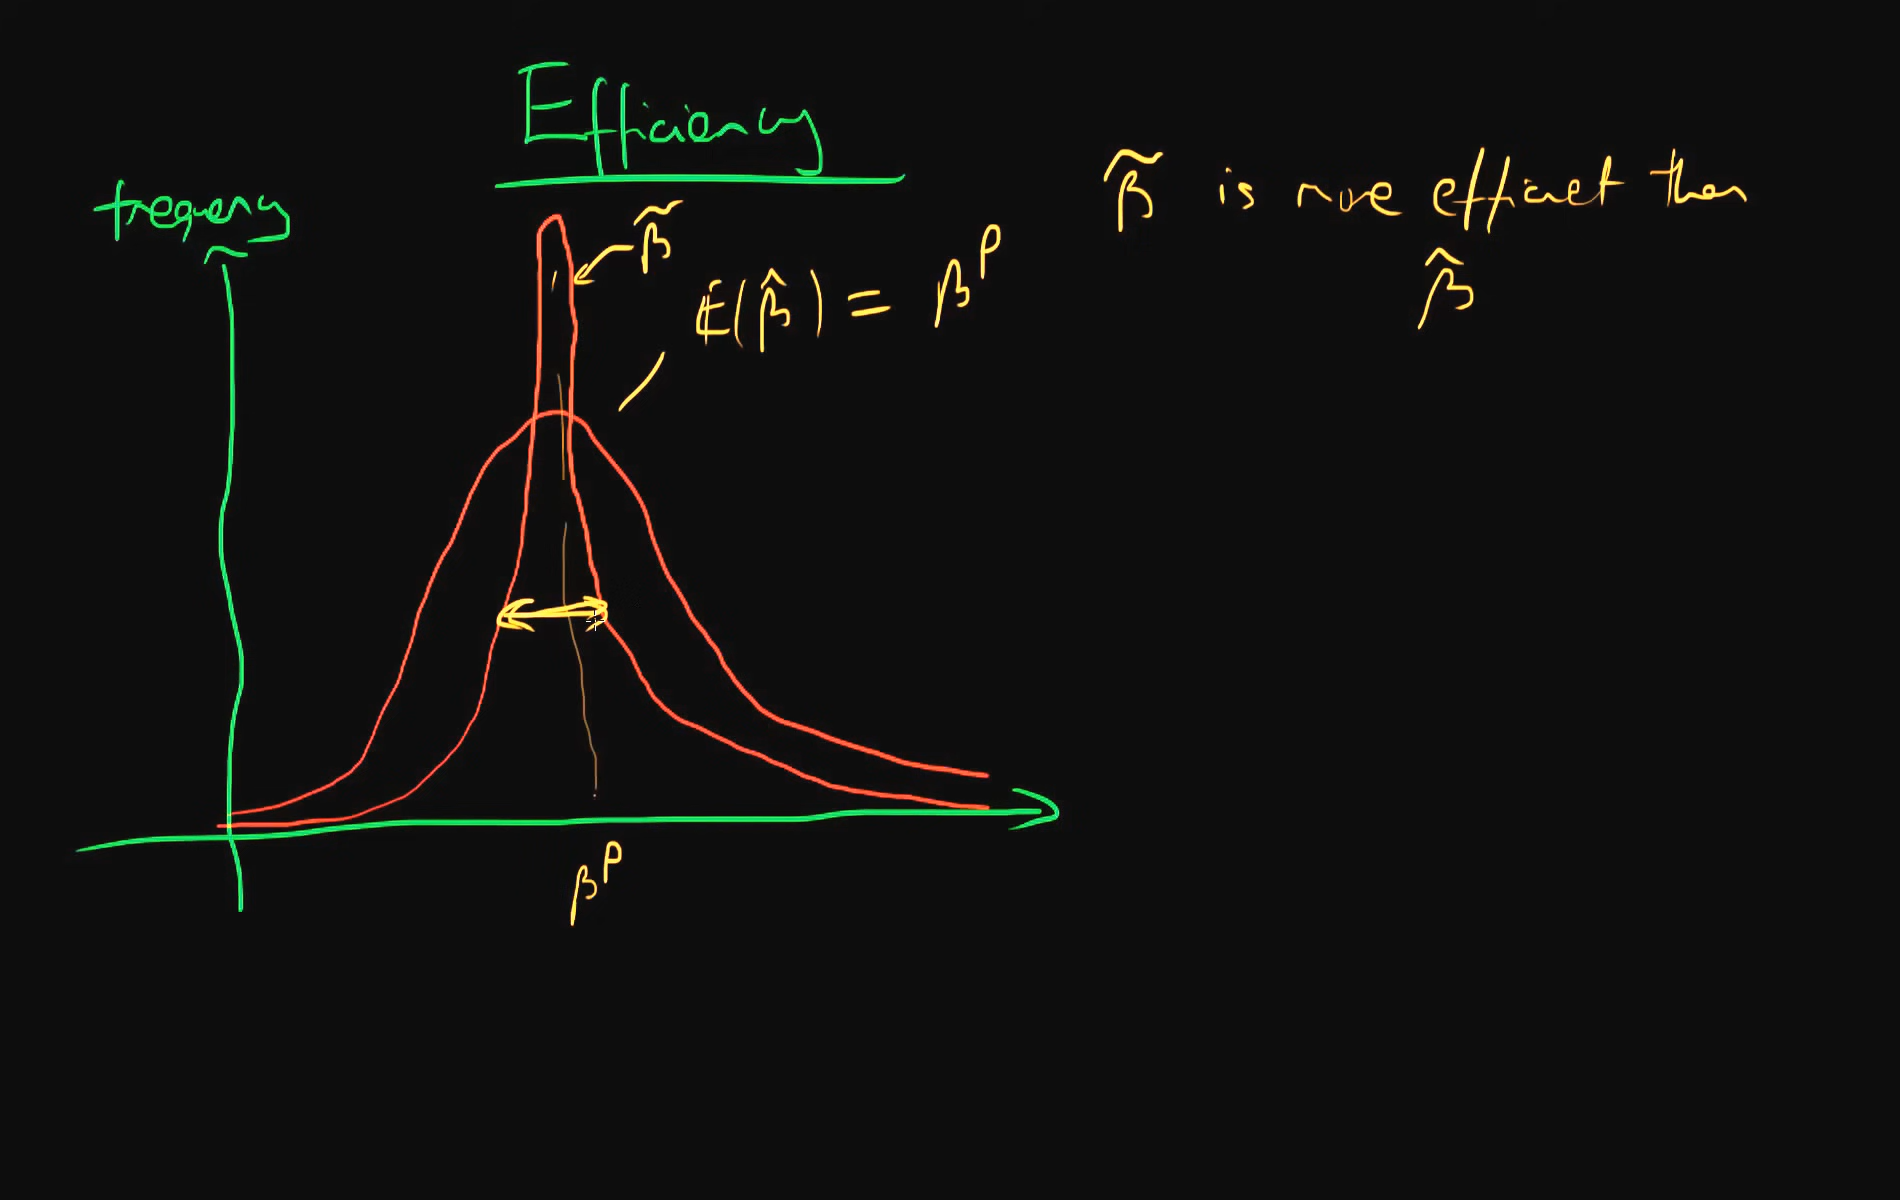 Efficiency
frequency
β̃
E(β̂) = β^P
β̃ is more efficient than
β̂
β^P